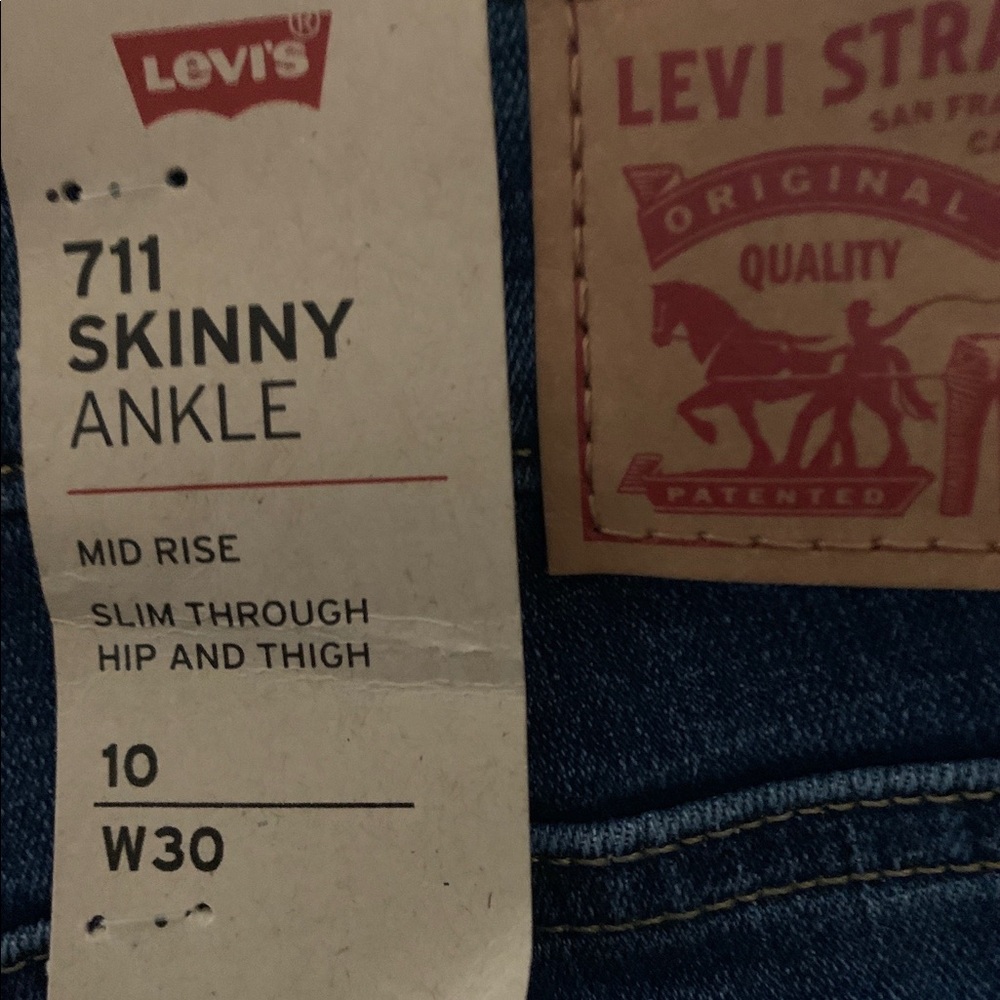 LEVI'S®
711
SKINNY
ANKLE
MID RISE
SLIM THROUGH
HIP AND THIGH
10
W30
LEVI STRA
SAN FRA
CA
ORIGINAL
QUALITY
PATENTED